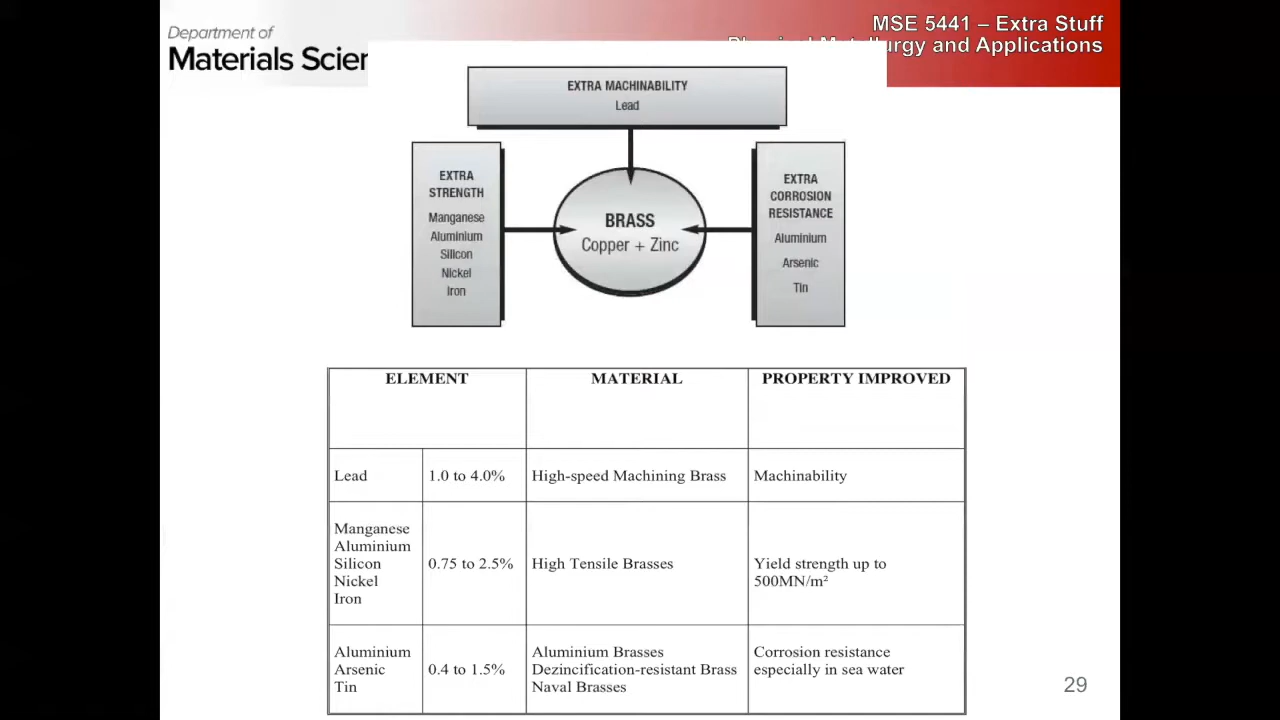 Department of
Materials Scier
MSE 5441 – Extra Stuff
and Applications
EXTRA MACHINABILITY
Lead
EXTRA
STRENGTH
Manganese
Aluminium
Silicon
Nickel
Iron
BRASS
Copper + Zinc
EXTRA
CORROSION
RESISTANCE
Aluminium
Arsenic
Tin
ELEMENT MATERIAL PROPERTY IMPROVED
Lead 1.0 to 4.0% High-speed Machining Brass Machinability
Manganese
Aluminium
Silicon
Nickel
Iron
0.75 to 2.5%
High Tensile Brasses
Yield strength up to
500MN/m²
Aluminium
Arsenic
Tin
0.4 to 1.5%
Aluminium Brasses
Dezincification-resistant Brass
Naval Brasses
Corrosion resistance
especially in sea water
29